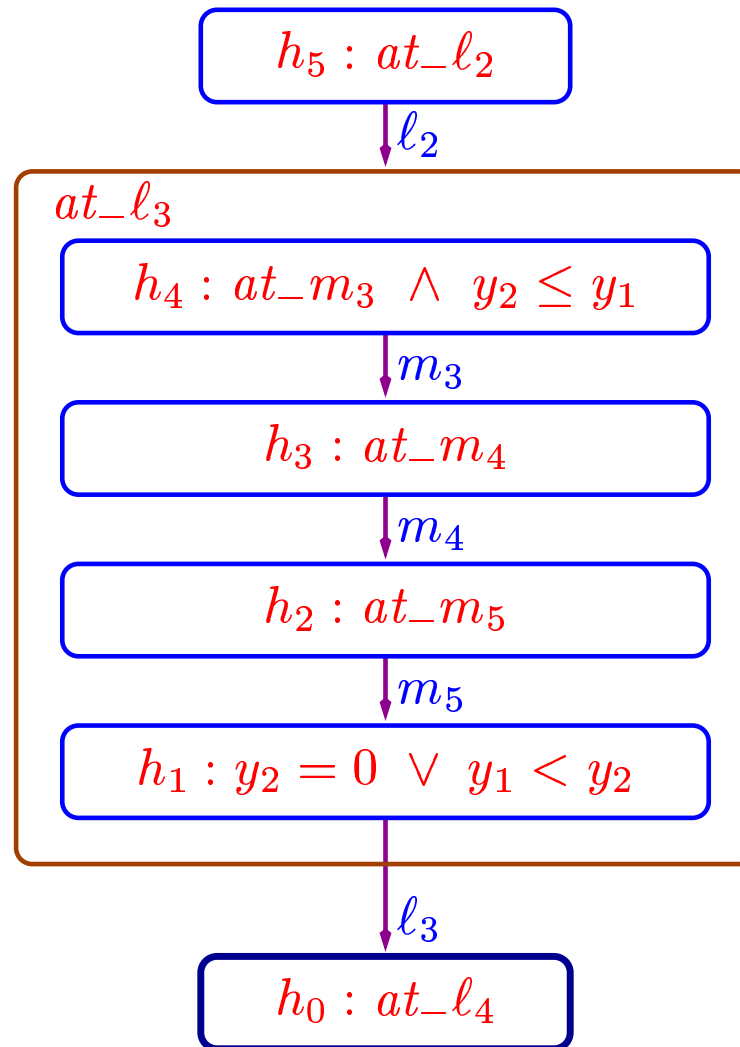 h₅ : at_ℓ₂
ℓ₂
at_ℓ₃
h₄ : at_m₃ ∧ y₂ ≤ y₁
m₃
h₃ : at_m₄
m₄
h₂ : at_m₅
m₅
h₁ : y₂ = 0 ∨ y₁ < y₂
ℓ₃
h₀ : at_ℓ₄